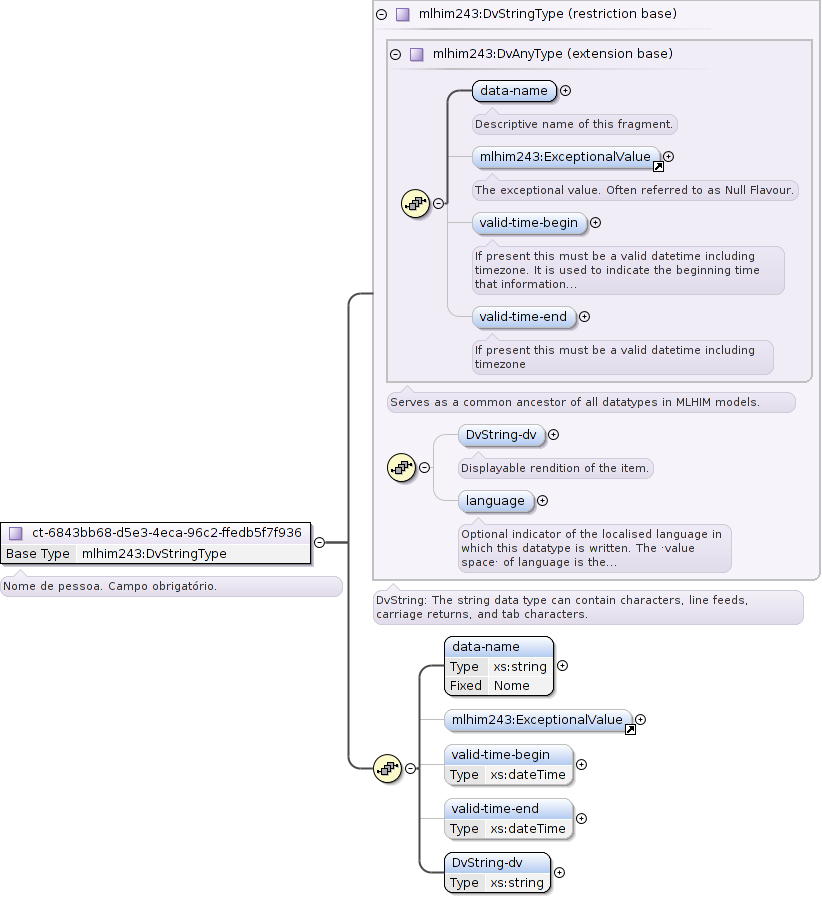 mlhim243:DvStringType (restriction base)
mlhim243:DvAnyType (extension base)
data-name
Descriptive name of this fragment.
mlhim243:ExceptionalValue
The exceptional value. Often referred to as Null Flavour.
valid-time-begin
If present this must be a valid datetime including
timezone. It is used to indicate the beginning time
that information...
valid-time-end
If present this must be a valid datetime including
timezone
Serves as a common ancestor of all datatypes in MLHIM models.
DvString-dv
Displayable rendition of the item.
language
Optional indicator of the localised language in
which this datatype is written. The ·value
space· of language is the...
ct-6843bb68-d5e3-4eca-96c2-ffedb5f7f936
Base Type mlhim243:DvStringType
Nome de pessoa. Campo obrigatório.
DvString: The string data type can contain characters, line feeds,
carriage returns, and tab characters.
data-name
Type xs:string
Fixed Nome
mlhim243:ExceptionalValue
valid-time-begin
Type xs:dateTime
valid-time-end
Type xs:dateTime
DvString-dv
Type xs:string